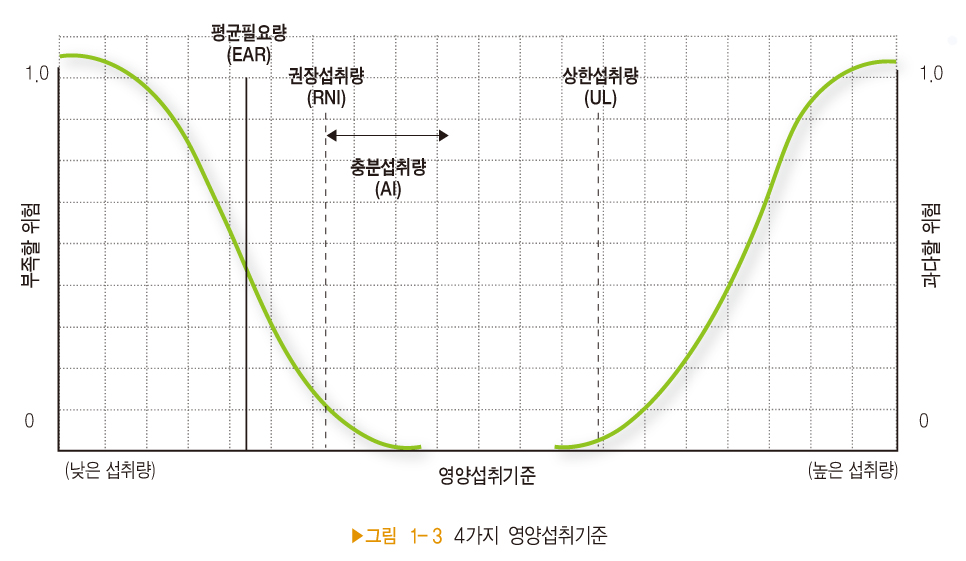 평균필요량
(EAR)
권장섭취량
(RNI)
상한섭취량
(UL)
1.0
1.0
충분섭취량
(AI)
부족할 위험
과다할 위험
0
0
(낮은 섭취량)
영양섭취기준
(높은 섭취량)
▶그림 1-3 4가지 영양섭취기준